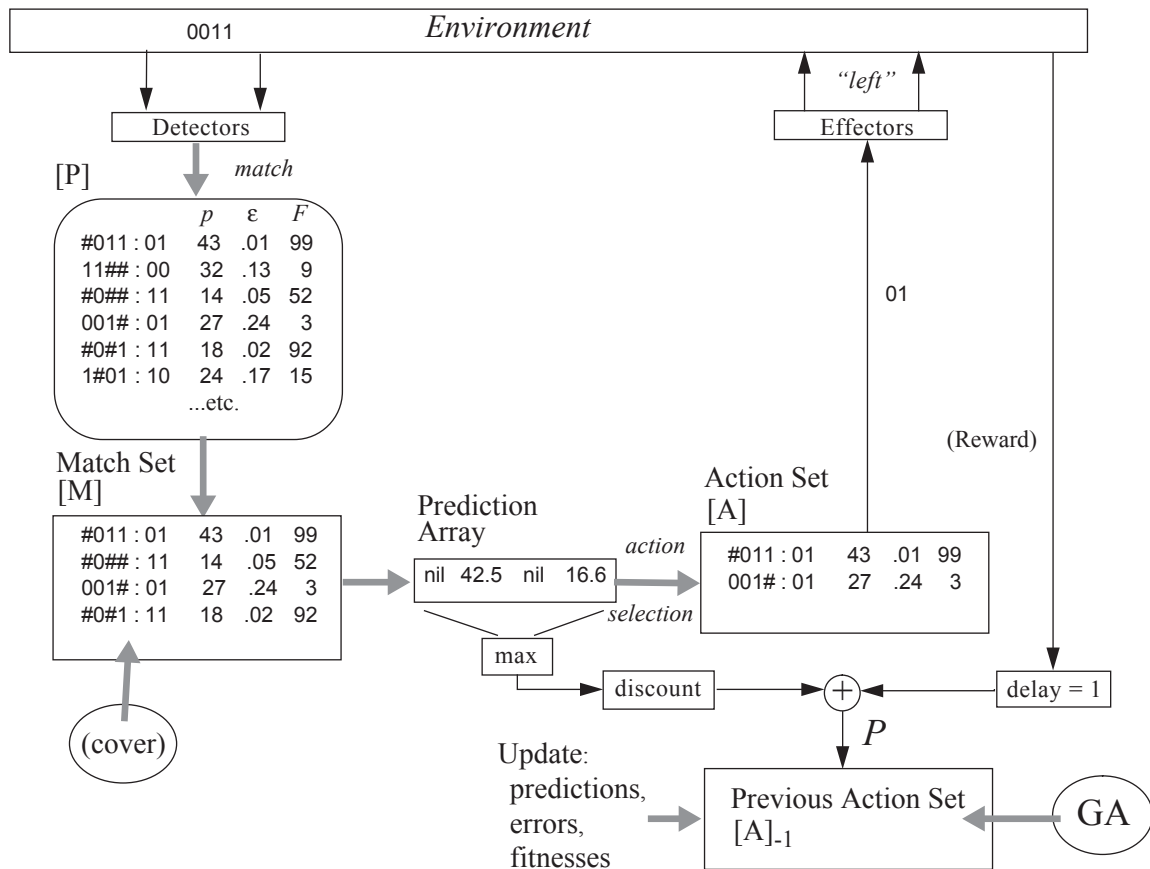 0011 Environment
"left"
Detectors
Effectors
match
[P]
p ε F
#011 : 01 43 .01 99
11## : 00 32 .13 9
#0## : 11 14 .05 52
001# : 01 27 .24 3
#0#1 : 11 18 .02 92
1#01 : 10 24 .17 15
...etc.
01
(Reward)
Match Set
[M]
#011 : 01 43 .01 99
#0## : 11 14 .05 52
001# : 01 27 .24 3
#0#1 : 11 18 .02 92
(cover)
Prediction
Array
nil 42.5 nil 16.6
action
selection
Action Set
[A]
#011 : 01 43 .01 99
001# : 01 27 .24 3
max
discount
+
delay = 1
P
Update:
predictions,
errors,
fitnesses
Previous Action Set
[A]-1
GA